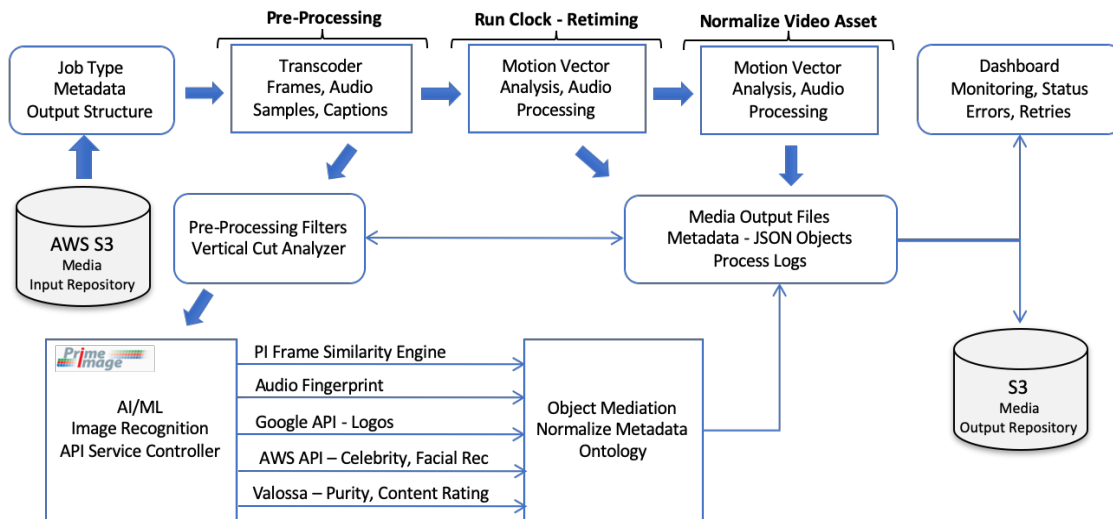 Pre-Processing
Run Clock - Retiming
Normalize Video Asset
Job Type
Metadata
Output Structure
Transcoder
Frames, Audio
Samples, Captions
Motion Vector
Analysis, Audio
Processing
Motion Vector
Analysis, Audio
Processing
Dashboard
Monitoring, Status
Errors, Retries
AWS S3
Media
Input Repository
Pre-Processing Filters
Vertical Cut Analyzer
Media Output Files
Metadata - JSON Objects
Process Logs
Prime
Image
AI/ML
Image Recognition
API Service Controller
PI Frame Similarity Engine
Audio Fingerprint
Google API - Logos
AWS API – Celebrity, Facial Rec
Valossa – Purity, Content Rating
Object Mediation
Normalize Metadata
Ontology
S3
Media
Output Repository